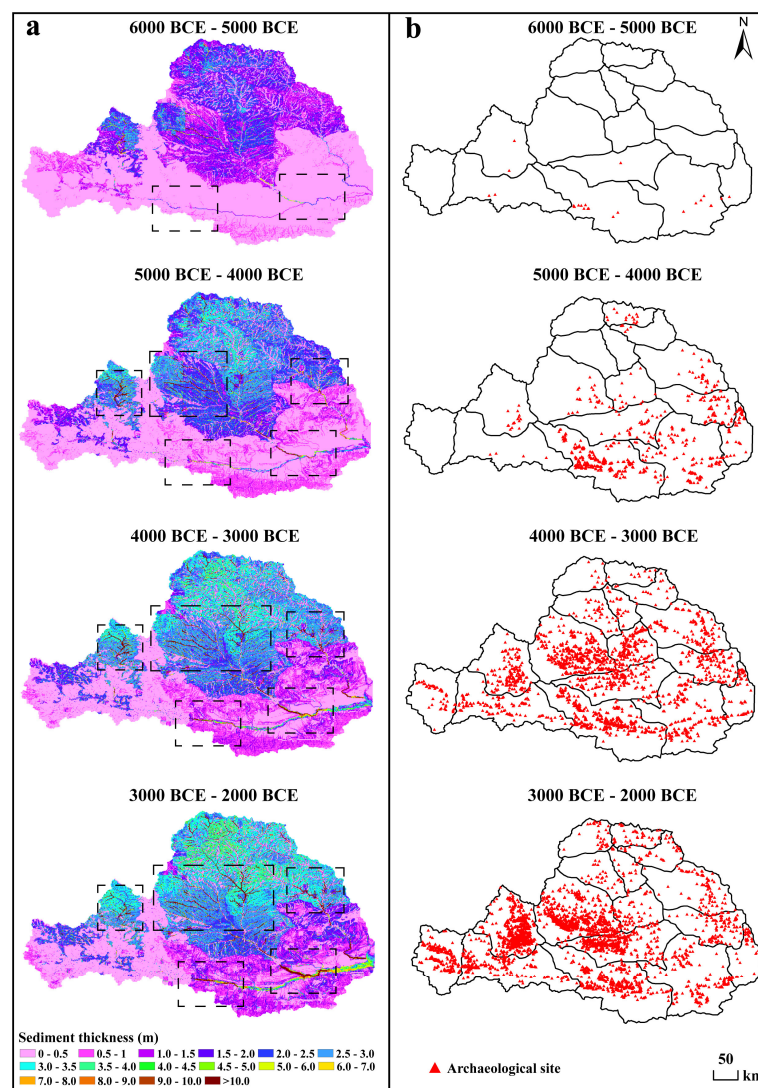 a
b
6000 BCE - 5000 BCE
6000 BCE - 5000 BCE
N
5000 BCE - 4000 BCE
5000 BCE - 4000 BCE
4000 BCE - 3000 BCE
4000 BCE - 3000 BCE
3000 BCE - 2000 BCE
3000 BCE - 2000 BCE
Sediment thickness (m)
0 - 0.5 0.5 - 1 1.0 - 1.5 1.5 - 2.0 2.0 - 2.5 2.5 - 3.0
3.0 - 3.5 3.5 - 4.0 4.0 - 4.5 4.5 - 5.0 5.0 - 6.0 6.0 - 7.0
7.0 - 8.0 8.0 - 9.0 9.0 - 10.0 >10.0
Archaeological site
50
km